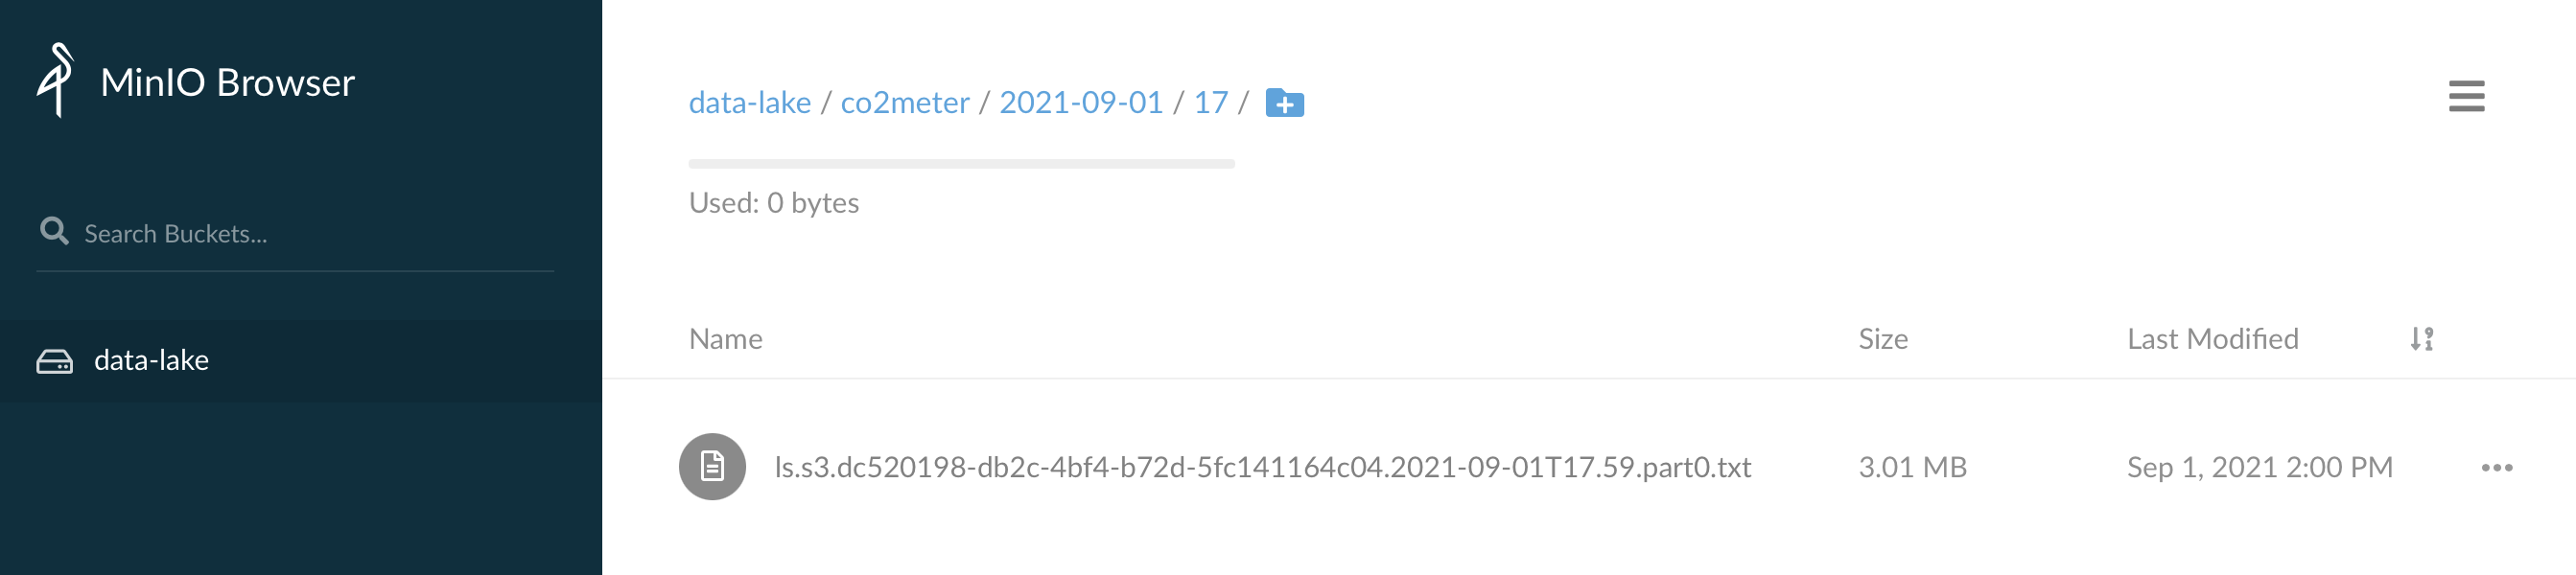 MinIO Browser
Search Buckets...
data-lake
data-lake / co2meter / 2021-09-01 / 17 /
Used: 0 bytes
Name Size Last Modified
ls.s3.dc520198-db2c-4bf4-b72d-5fc141164c04.2021-09-01T17.59.part0.txt 3.01 MB Sep 1, 2021 2:00 PM